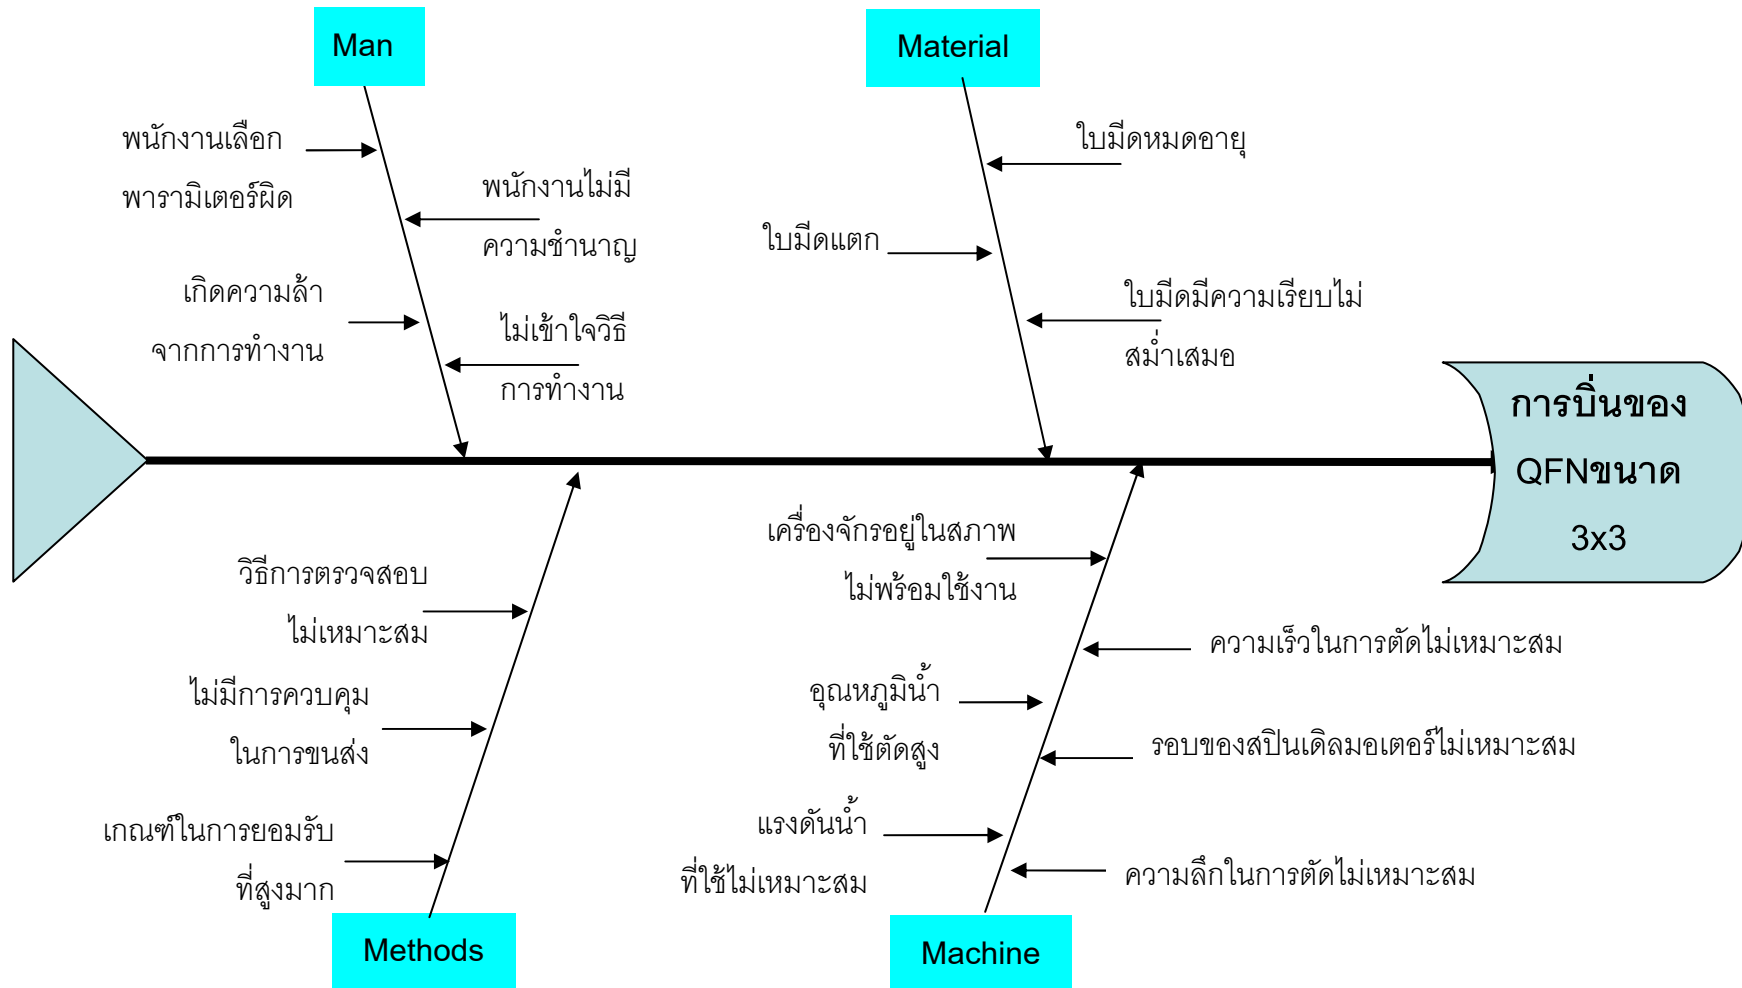 Man
Material
พนักงานเลือก
พารามิเตอร์ผิด
พนักงานไม่มี
ความชำนาญ
เกิดความล้า
จากการทำงาน
ไม่เข้าใจวิธี
การทำงาน
ใบมีดหมดอายุ
ใบมีดแตก
ใบมีดมีความเรียบไม่
สม่ำเสมอ
การบิ่นของ
QFNขนาด
3x3
วิธีการตรวจสอบ
ไม่เหมาะสม
ไม่มีการควบคุม
ในการขนส่ง
เกณฑ์ในการยอมรับ
ที่สูงมาก
เครื่องจักรอยู่ในสภาพ
ไม่พร้อมใช้งาน
ความเร็วในการตัดไม่เหมาะสม
อุณหภูมิน้ำ
ที่ใช้ตัดสูง
รอบของสปินเดิลมอเตอร์ไม่เหมาะสม
แรงดันน้ำ
ที่ใช้ไม่เหมาะสม
ความลึกในการตัดไม่เหมาะสม
Methods
Machine